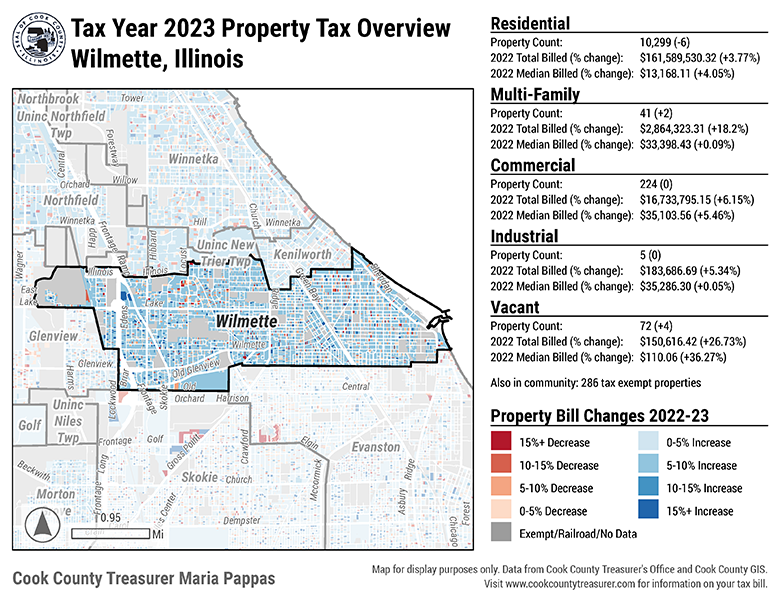 SEAL OF COOK COUNTY
ILLINOIS
Tax Year 2023 Property Tax Overview
Wilmette, Illinois
Residential
Property Count: 10,299 (-6)
2022 Total Billed (% change): $161,589,530.32 (+3.77%)
2022 Median Billed (% change): $13,168.11 (+4.05%)
Multi-Family
Property Count: 41 (+2)
2022 Total Billed (% change): $2,864,323.31 (+18.2%)
2022 Median Billed (% change): $33,398.43 (+0.09%)
Commercial
Property Count: 224 (0)
2022 Total Billed (% change): $16,733,795.15 (+6.15%)
2022 Median Billed (% change): $35,103.56 (+5.46%)
Industrial
Property Count: 5 (0)
2022 Total Billed (% change): $183,686.69 (+5.34%)
2022 Median Billed (% change): $35,286.30 (+0.05%)
Vacant
Property Count: 72 (+4)
2022 Total Billed (% change): $150,616.42 (+26.73%)
2022 Median Billed (% change): $110.06 (+36.27%)
Also in community: 286 tax exempt properties
Property Bill Changes 2022-23
15%+ Decrease
10-15% Decrease
5-10% Decrease
0-5% Decrease
Exempt/Railroad/No Data
0-5% Increase
5-10% Increase
10-15% Increase
15%+ Increase
Northbrook
Tower
Uninc Northfield
Twp
Forestway
Central
Winnetka
Orchard
Willow
Northfield
Winnetka
Happ
Frontage
Hibbard
Hill
Church
Winnetka
Locust
Uninc New
Trier Twp
Kenilworth
Wagner
Illinois
Illinois
Ridge
Green Bay
Sheridan
East
Lake
Lake
Edens
Wilmette
Wilmette
Glenview
Glenview
Harms
Old Glenview
Briar
Lockwood
Frontage
Skokie
Old
Orchard
Harrison
Central
Uninc
Niles
Twp
Golf
Frontage
Golf
Gross Point
Crawford
Elgin
Evanston
Beckwith
Long
Skokie
Church
Mccormick
Ridge
Asbury
Forest
Morton
Frontage
s Center
Dempster
Chicago
0.95
Mi
Cook County Treasurer Maria Pappas
Map for display purposes only. Data from Cook County Treasurer's Office and Cook County GIS.
Visit www.cookcountytreasurer.com for information on your tax bill.